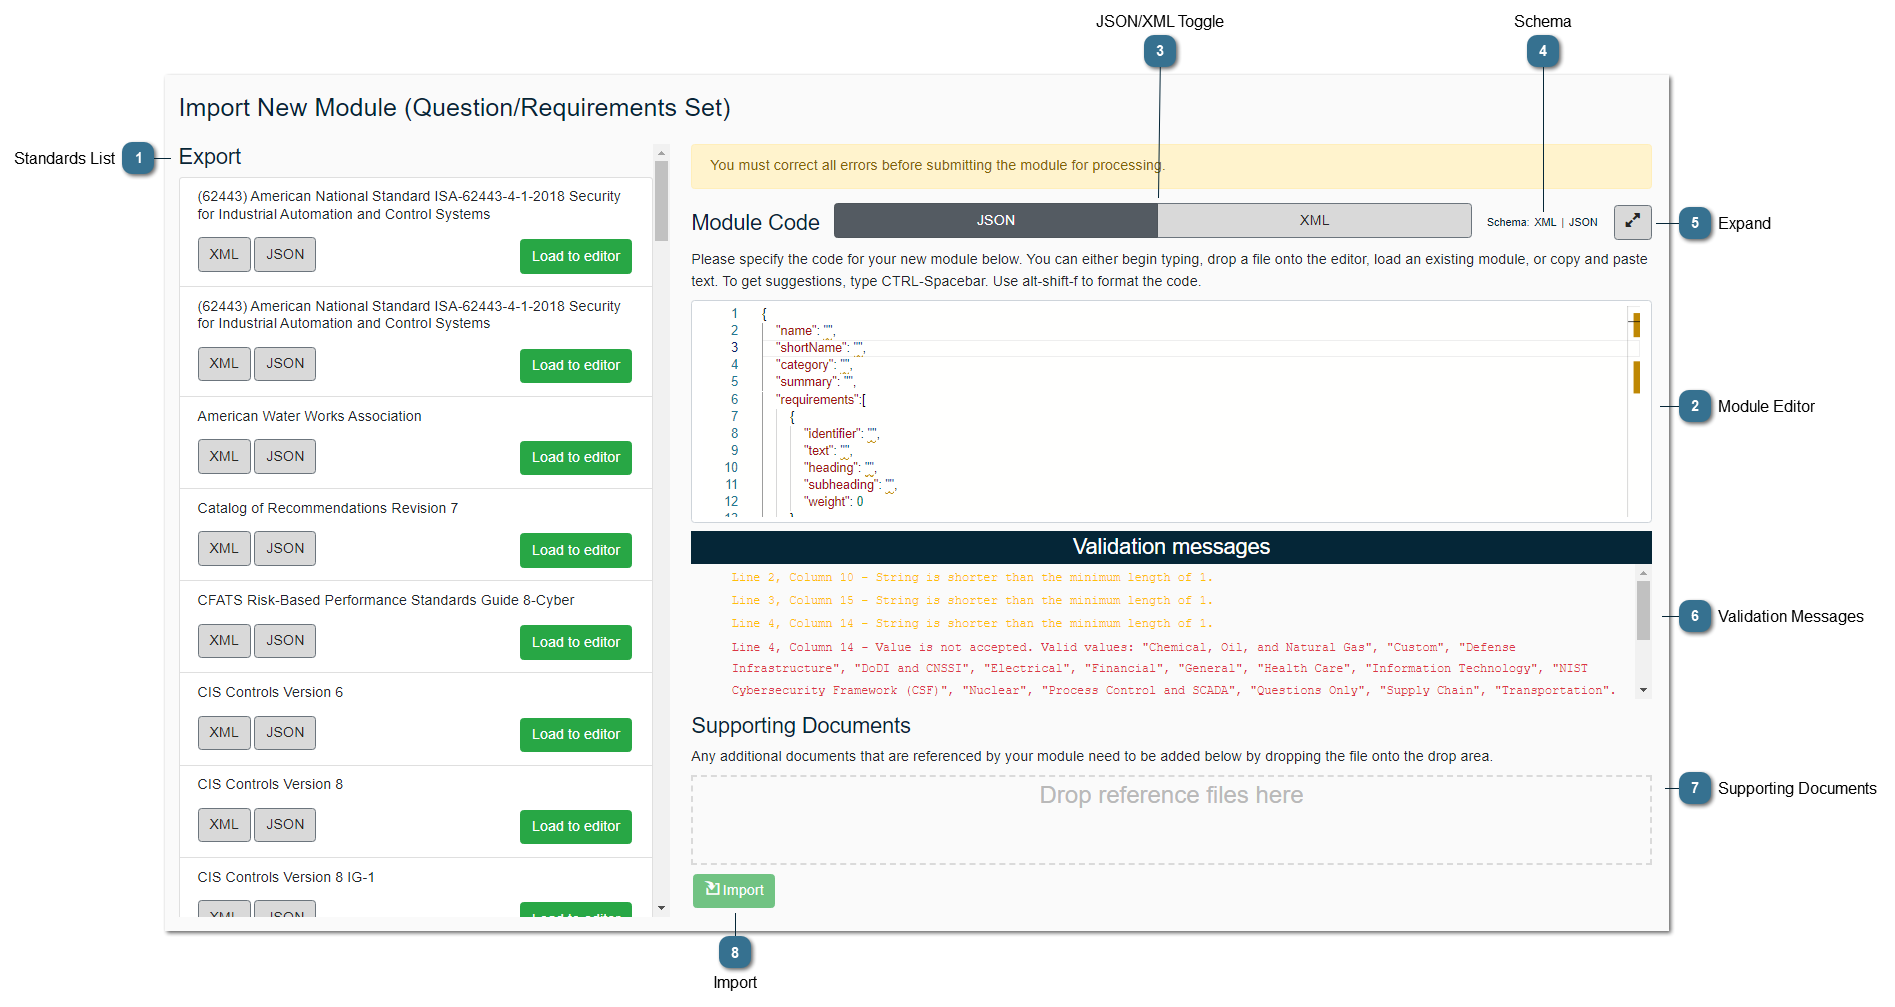 JSON/XML Toggle
3
Schema
4
Import New Module (Question/Requirements Set)
Standards List
1
Export
(62443) American National Standard ISA-62443-4-1-2018 Security
for Industrial Automation and Control Systems
XML JSON Load to editor
(62443) American National Standard ISA-62443-4-1-2018 Security
for Industrial Automation and Control Systems
XML JSON Load to editor
American Water Works Association
XML JSON Load to editor
Catalog of Recommendations Revision 7
XML JSON Load to editor
CFATS Risk-Based Performance Standards Guide 8-Cyber
XML JSON Load to editor
CIS Controls Version 6
XML JSON Load to editor
CIS Controls Version 8
XML JSON Load to editor
CIS Controls Version 8 IG-1
XML JSON Load to editor
You must correct all errors before submitting the module for processing.
Module Code JSON XML Schema: XML | JSON
5 Expand
Please specify the code for your new module below. You can either begin typing, drop a file onto the editor, load an existing module, or copy and paste
text. To get suggestions, type CTRL-Spacebar. Use alt-shift-f to format the code.
1 {
2 "name": "",
3 "shortName": "",
4 "category": "",
5 "summary": "",
6 "requirements":[
7 {
8 "identifier": "",
9 "text": "",
10 "heading": "",
11 "subheading": "",
12 "weight": 0
13 }
2 Module Editor
Validation messages
Line 2, Column 10 - String is shorter than the minimum length of 1.
Line 3, Column 15 - String is shorter than the minimum length of 1.
Line 4, Column 14 - String is shorter than the minimum length of 1.
Line 4, Column 14 - Value is not accepted. Valid values: "Chemical, Oil, and Natural Gas", "Custom", "Defense
Infrastructure", "DoDI and CNSSI", "Electrical", "Financial", "General", "Health Care", "Information Technology", "NIST
Cybersecurity Framework (CSF)", "Nuclear", "Process Control and SCADA", "Questions Only", "Supply Chain", "Transportation".
6 Validation Messages
Supporting Documents
Any additional documents that are referenced by your module need to be added below by dropping the file onto the drop area.
Drop reference files here
7 Supporting Documents
Import
8
Import